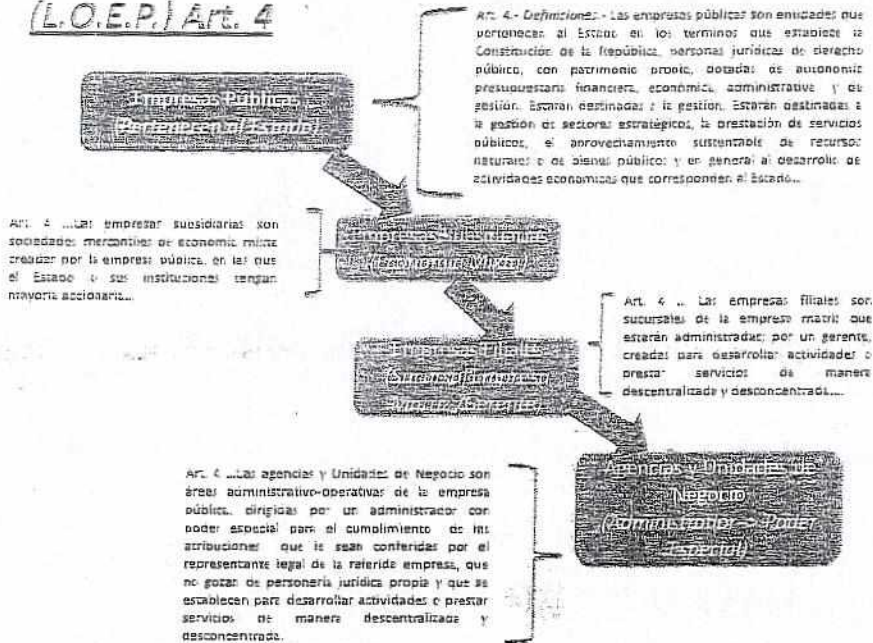 (L.O.E.P.) Art. 4
Art. 4.- Definiciones.- Las empresas públicas son entidades que
pertenecen al Estado en los términos que establece la
Constitución de la República, personas jurídicas de derecho
público, con patrimonio propio, dotadas de autonomía
presupuestaria financiera, económica, administrativa y de
gestión. Estarán destinadas a la gestión. Estarán destinadas a
la gestión de sectores estratégicos, la prestación de servicios
públicos, el aprovechamiento sustentable de recursos
naturales o de bienes públicos y en general al desarrollo de
actividades económicas que corresponden al Estado...
Empresas Públicas
(Pertenecen al Estado)
Art. 4 ...Las empresas subsidiarias son
sociedades mercantiles de economía mixta
creadas por la empresa pública, en las que
el Estado o sus instituciones tengan
mayoría accionaria...
Empresas Subsidiarias
(Economía Mixta)
Art. 4 .. Las empresas filiales son
sucursales de la empresa matriz que
estarán administradas por un gerente,
creadas para desarrollar actividades o
prestar servicios de manera
descentralizada y desconcentrada....
Empresas Filiales
Art. 4 ...Las agencias y Unidades de Negocio son
áreas administrativo-operativas de la empresa
pública, dirigidas por un administrador con
poder especial para el cumplimiento de las
atribuciones que le sean conferidas por el
representante legal de la referida empresa, que
no gozan de personería jurídica propia y que se
establecen para desarrollar actividades o prestar
servicios de manera descentralizada y
desconcentrada.
Agencias y Unidades de
Negocio
(Administrador -> Poder
Especial)